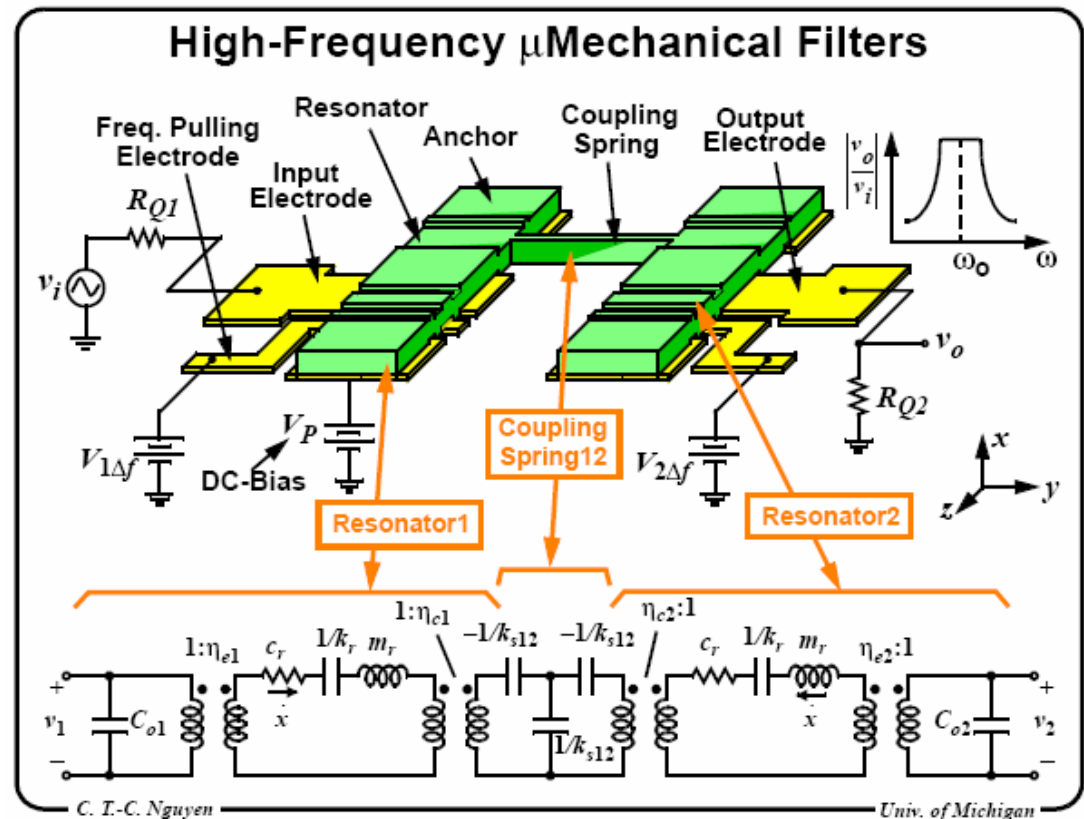 High-Frequency μMechanical Filters
Freq. Pulling
Electrode
Resonator
Anchor
Coupling
Spring
Output
Electrode
Input
Electrode
R_Q1
v_i
|v_o/v_i|
ω_o
ω
v_o
R_Q2
V_1Δf
V_P
DC-Bias
Coupling
Spring12
V_2Δf
x
y
z
Resonator1
Resonator2
1:η_e1
c_r
1/k_r
m_r
1:η_c1
−1/k_s12
−1/k_s12
η_c2:1
c_r
1/k_r
m_r
η_e2:1
+
v_1
−
C_o1
ẋ
1/k_s12
ẋ
C_o2
+
v_2
−
C. T.-C. Nguyen
Univ. of Michigan